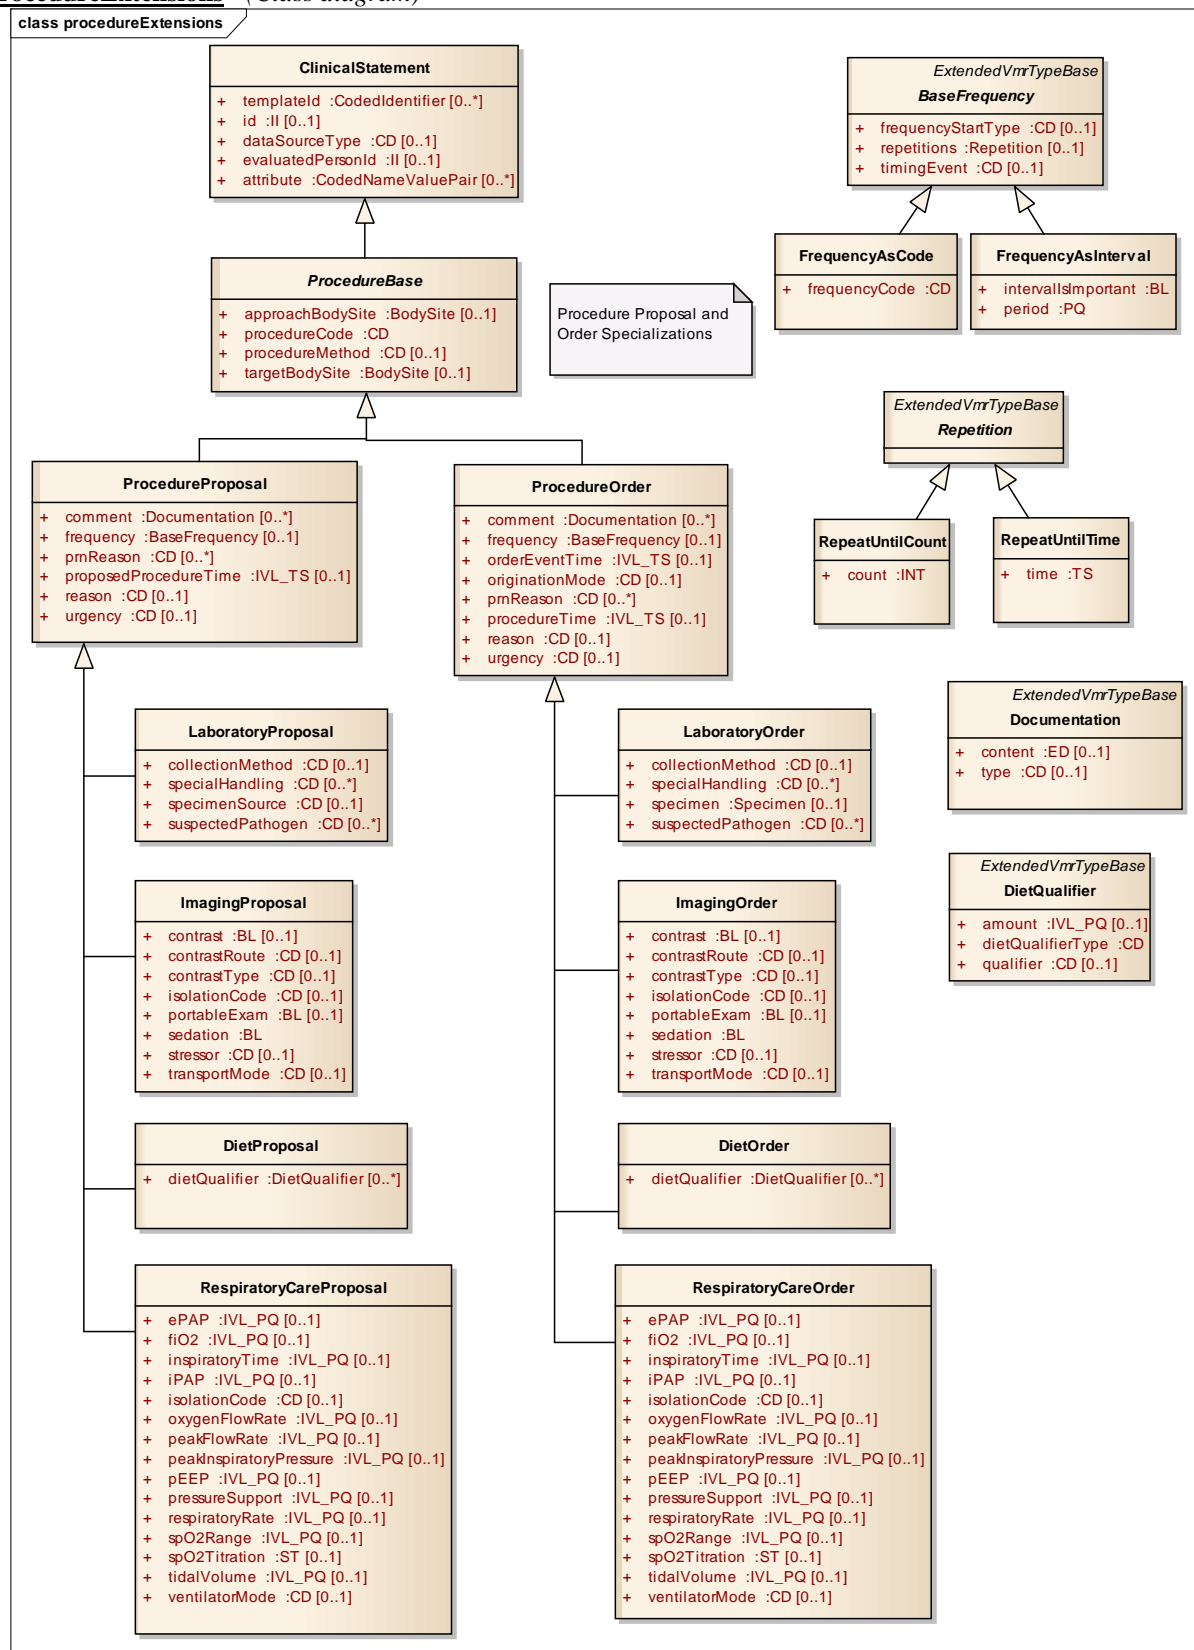 class procedureExtensions
ClinicalStatement
+ templateId :CodedIdentifier [0..*]
+ id :II [0..1]
+ dataSourceType :CD [0..1]
+ evaluatedPersonId :II [0..1]
+ attribute :CodedNameValuePair [0..*]
ExtendedVmrTypeBase
BaseFrequency
+ frequencyStartType :CD [0..1]
+ repetitions :Repetition [0..1]
+ timingEvent :CD [0..1]
FrequencyAsCode
+ frequencyCode :CD
FrequencyAsInterval
+ intervalIsImportant :BL
+ period :PQ
ProcedureBase
+ approachBodySite :BodySite [0..1]
+ procedureCode :CD
+ procedureMethod :CD [0..1]
+ targetBodySite :BodySite [0..1]
Procedure Proposal and
Order Specializations
ExtendedVmrTypeBase
Repetition
RepeatUntilCount
+ count :INT
RepeatUntilTime
+ time :TS
ProcedureProposal
+ comment :Documentation [0..*]
+ frequency :BaseFrequency [0..1]
+ prnReason :CD [0..*]
+ proposedProcedureTime :IVL_TS [0..1]
+ reason :CD [0..1]
+ urgency :CD [0..1]
ProcedureOrder
+ comment :Documentation [0..*]
+ frequency :BaseFrequency [0..1]
+ orderEventTime :IVL_TS [0..1]
+ originationMode :CD [0..1]
+ prnReason :CD [0..*]
+ procedureTime :IVL_TS [0..1]
+ reason :CD [0..1]
+ urgency :CD [0..1]
ExtendedVmrTypeBase
Documentation
+ content :ED [0..1]
+ type :CD [0..1]
LaboratoryProposal
+ collectionMethod :CD [0..1]
+ specialHandling :CD [0..*]
+ specimenSource :CD [0..1]
+ suspectedPathogen :CD [0..*]
LaboratoryOrder
+ collectionMethod :CD [0..1]
+ specialHandling :CD [0..*]
+ specimen :Specimen [0..1]
+ suspectedPathogen :CD [0..*]
ExtendedVmrTypeBase
DietQualifier
+ amount :IVL_PQ [0..1]
+ dietQualifierType :CD
+ qualifier :CD [0..1]
ImagingProposal
+ contrast :BL [0..1]
+ contrastRoute :CD [0..1]
+ contrastType :CD [0..1]
+ isolationCode :CD [0..1]
+ portableExam :BL [0..1]
+ sedation :BL
+ stressor :CD [0..1]
+ transportMode :CD [0..1]
ImagingOrder
+ contrast :BL [0..1]
+ contrastRoute :CD [0..1]
+ contrastType :CD [0..1]
+ isolationCode :CD [0..1]
+ portableExam :BL [0..1]
+ sedation :BL
+ stressor :CD [0..1]
+ transportMode :CD [0..1]
DietProposal
+ dietQualifier :DietQualifier [0..*]
DietOrder
+ dietQualifier :DietQualifier [0..*]
RespiratoryCareProposal
+ ePAP :IVL_PQ [0..1]
+ fiO2 :IVL_PQ [0..1]
+ inspiratoryTime :IVL_PQ [0..1]
+ iPAP :IVL_PQ [0..1]
+ isolationCode :CD [0..1]
+ oxygenFlowRate :IVL_PQ [0..1]
+ peakFlowRate :IVL_PQ [0..1]
+ peakInspiratoryPressure :IVL_PQ [0..1]
+ pEEP :IVL_PQ [0..1]
+ pressureSupport :IVL_PQ [0..1]
+ respiratoryRate :IVL_PQ [0..1]
+ spO2Range :IVL_PQ [0..1]
+ spO2Titration :ST [0..1]
+ tidalVolume :IVL_PQ [0..1]
+ ventilatorMode :CD [0..1]
RespiratoryCareOrder
+ ePAP :IVL_PQ [0..1]
+ fiO2 :IVL_PQ [0..1]
+ inspiratoryTime :IVL_PQ [0..1]
+ iPAP :IVL_PQ [0..1]
+ isolationCode :CD [0..1]
+ oxygenFlowRate :IVL_PQ [0..1]
+ peakFlowRate :IVL_PQ [0..1]
+ peakInspiratoryPressure :IVL_PQ [0..1]
+ pEEP :IVL_PQ [0..1]
+ pressureSupport :IVL_PQ [0..1]
+ respiratoryRate :IVL_PQ [0..1]
+ spO2Range :IVL_PQ [0..1]
+ spO2Titration :ST [0..1]
+ tidalVolume :IVL_PQ [0..1]
+ ventilatorMode :CD [0..1]